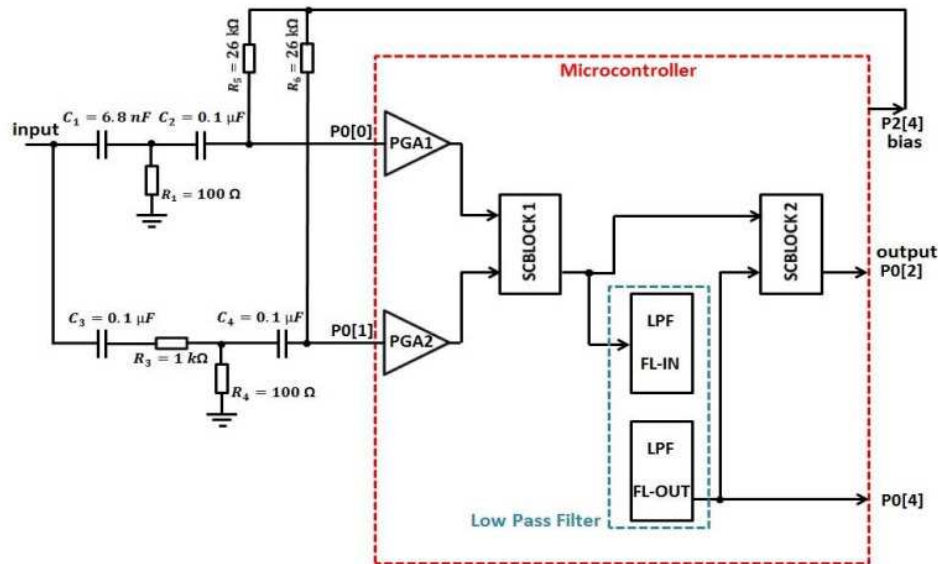 R₅ = 26 kΩ
R₆ = 26 kΩ
Microcontroller
C₁ = 6.8 nF
C₂ = 0.1 μF
input
P0[0]
PGA1
P2[4]
bias
R₁ = 100 Ω
SCBLOCK 1
SCBLOCK 2
output
P0[2]
C₃ = 0.1 μF
C₄ = 0.1 μF
P0[1]
PGA2
R₃ = 1 kΩ
R₄ = 100 Ω
LPF
FL-IN
LPF
FL-OUT
P0[4]
Low Pass Filter